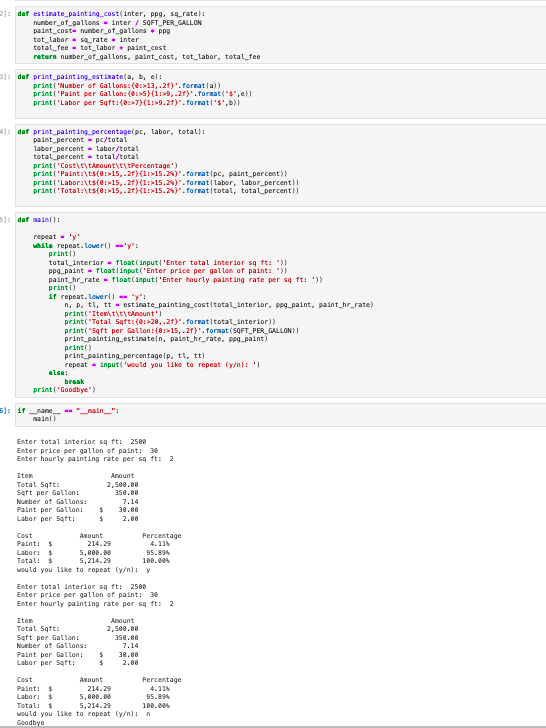 2]: def estimate_painting_cost(inter, ppg, sq_rate):
number_of_gallons = inter / SQFT_PER_GALLON
paint_cost= number_of_gallons * ppg
tot_labor = sq_rate * inter
total_fee = tot_labor + paint_cost
return number_of_gallons, paint_cost, tot_labor, total_fee
3]: def print_painting_estimate(a, b, e):
print('Number of Gallons:{0:>13,.2f}'.format(a))
print('Paint per Gallon:{0:>5}{1:>9,.2f}'.format('$',e))
print('Labor per Sqft:{0:>7}{1:>9.2f}'.format('$',b))
4]: def print_painting_percentage(pc, labor, total):
paint_percent = pc/total
labor_percent = labor/total
total_percent = total/total
print('Cost\t\tAmount\t\tPercentage')
print('Paint:\t${0:>15,.2f}{1:>15.2%}'.format(pc, paint_percent))
print('Labor:\t${0:>15,.2f}{1:>15.2%}'.format(labor, labor_percent))
print('Total:\t${0:>15,.2f}{1:>15.2%}'.format(total, total_percent))
5]: def main():
repeat = 'y'
while repeat.lower() =='y':
print()
total_interior = float(input('Enter total interior sq ft: '))
ppg_paint = float(input('Enter price per gallon of paint: '))
paint_hr_rate = float(input('Enter hourly painting rate per sq ft: '))
print()
if repeat.lower() == 'y':
n, p, tl, tt = estimate_painting_cost(total_interior, ppg_paint, paint_hr_rate)
print('Item\t\t\tAmount')
print('Total Sqft:{0:>20,.2f}'.format(total_interior))
print('Sqft per Gallon:{0:>15,.2f}'.format(SQFT_PER_GALLON))
print_painting_estimate(n, paint_hr_rate, ppg_paint)
print()
print_painting_percentage(p, tl, tt)
repeat = input('would you like to repeat (y/n): ')
else:
break
print('Goodbye')
6]: if __name__ == "__main__":
main()
Enter total interior sq ft: 2500
Enter price per gallon of paint: 30
Enter hourly painting rate per sq ft: 2
Item Amount
Total Sqft: 2,500.00
Sqft per Gallon: 350.00
Number of Gallons: 7.14
Paint per Gallon: $ 30.00
Labor per Sqft: $ 2.00
Cost Amount Percentage
Paint: $ 214.29 4.11%
Labor: $ 5,000.00 95.89%
Total: $ 5,214.29 100.00%
would you like to repeat (y/n): y
Enter total interior sq ft: 2500
Enter price per gallon of paint: 30
Enter hourly painting rate per sq ft: 2
Item Amount
Total Sqft: 2,500.00
Sqft per Gallon: 350.00
Number of Gallons: 7.14
Paint per Gallon: $ 30.00
Labor per Sqft: $ 2.00
Cost Amount Percentage
Paint: $ 214.29 4.11%
Labor: $ 5,000.00 95.89%
Total: $ 5,214.29 100.00%
would you like to repeat (y/n): n
Goodbye